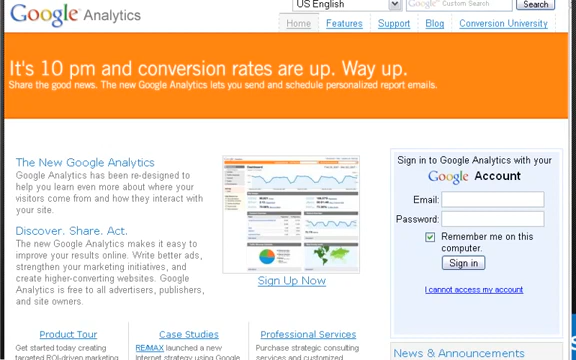 Google Analytics
US English
Google Custom Search
Search
Home
Features
Support
Blog
Conversion University
It's 10 pm and conversion rates are up. Way up.
Share the good news. The new Google Analytics lets you send and schedule personalized report emails.
The New Google Analytics
Google Analytics has been re-designed to
help you learn even more about where your
visitors come from and how they interact with
your site.
Discover. Share. Act.
The new Google Analytics makes it easy to
improve your results online. Write better ads,
strengthen your marketing initiatives, and
create higher-converting websites. Google
Analytics is free to all advertisers, publishers,
and site owners.
Sign Up Now
Sign in to Google Analytics with your
Google Account
Email:
Password:
Remember me on this
computer.
Sign in
I cannot access my account
Product Tour
Get started today creating
targeted ROI-driven marketing
Case Studies
RE/MAX launched a new
Internet strategy using Google
Professional Services
Purchase strategic consulting
services and customized
News & Announcements